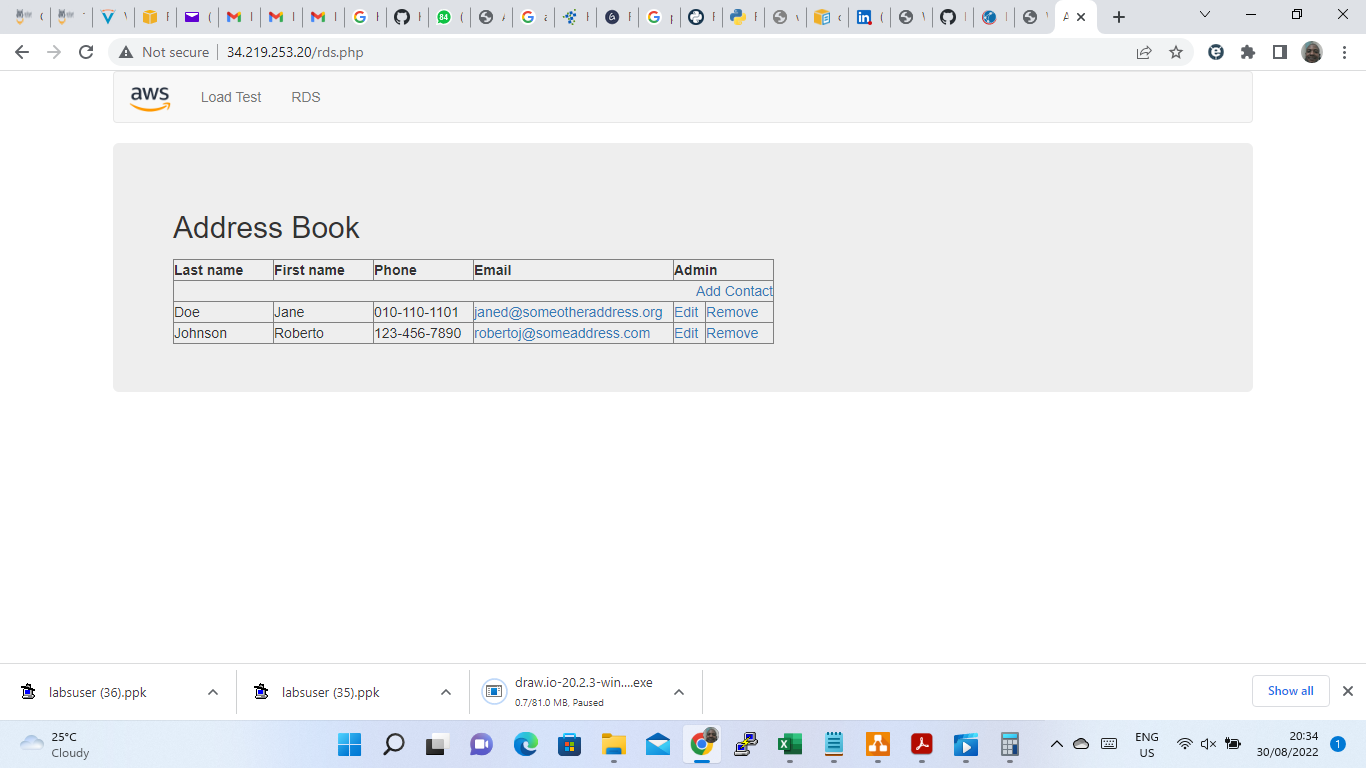 Not secure 34.219.253.20/rds.php
aws Load Test RDS
Address Book
Last name First name Phone Email Admin
Add Contact
Doe Jane 010-110-1101 janed@someotheraddress.org Edit Remove
Johnson Roberto 123-456-7890 robertoj@someaddress.com Edit Remove
labsuser (36).ppk
labsuser (35).ppk
draw.io-20.2.3-win....exe
0.7/81.0 MB, Paused
Show all
25°C
Cloudy
ENG
US
20:34
30/08/2022
1